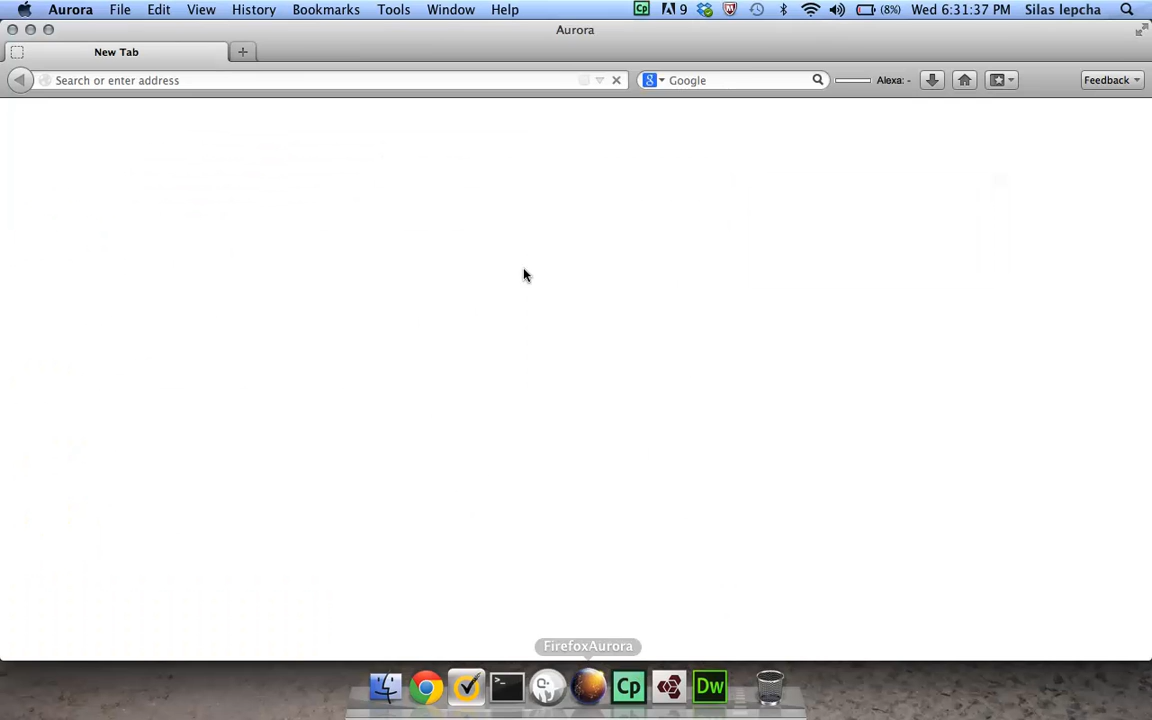 Aurora File Edit View History Bookmarks Tools Window Help Cp 9 (8%) Wed 6:31:37 PM Silas lepcha
Aurora
New Tab
Search or enter address Google Alexa: - Feedback
FirefoxAurora
Cp Dw